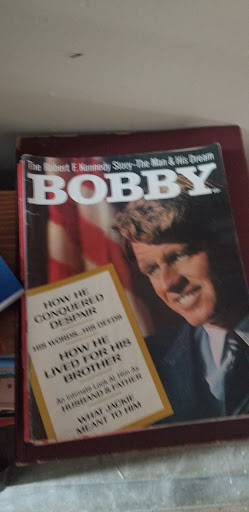 The Robert F. Kennedy Story–The Man & His Dream
BOBBY
HOW HE
CONQUERED
DESPAIR
HIS WORDS...HIS DEEDS
HOW HE
LIVED FOR HIS
BROTHER
An Intimate Look At Him As
HUSBAND & FATHER
WHAT JACKIE
MEANT TO HIM